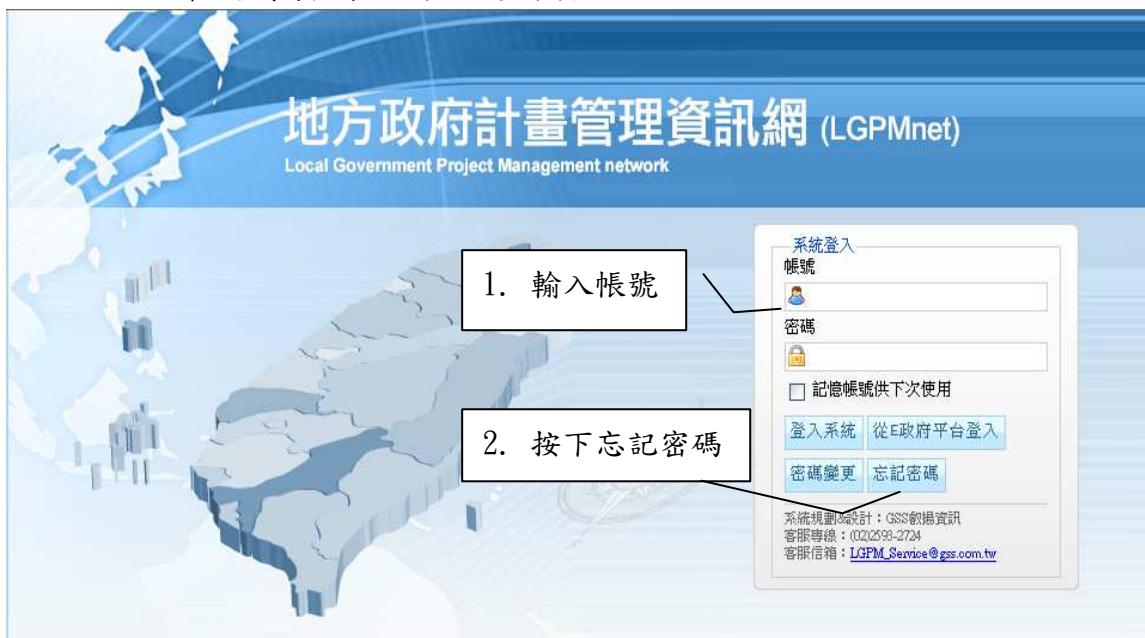 地方政府計畫管理資訊網 (LGPMnet)
Local Government Project Management network
系統登入
帳號
1. 輸入帳號
密碼
記憶帳號供下次使用
登入系統 從E政府平台登入
2. 按下忘記密碼
密碼變更 忘記密碼
系統規劃&設計：GSS叡揚資訊
客服專線：(02)2593-2724
客服信箱：LGPM_Service@gss.com.tw